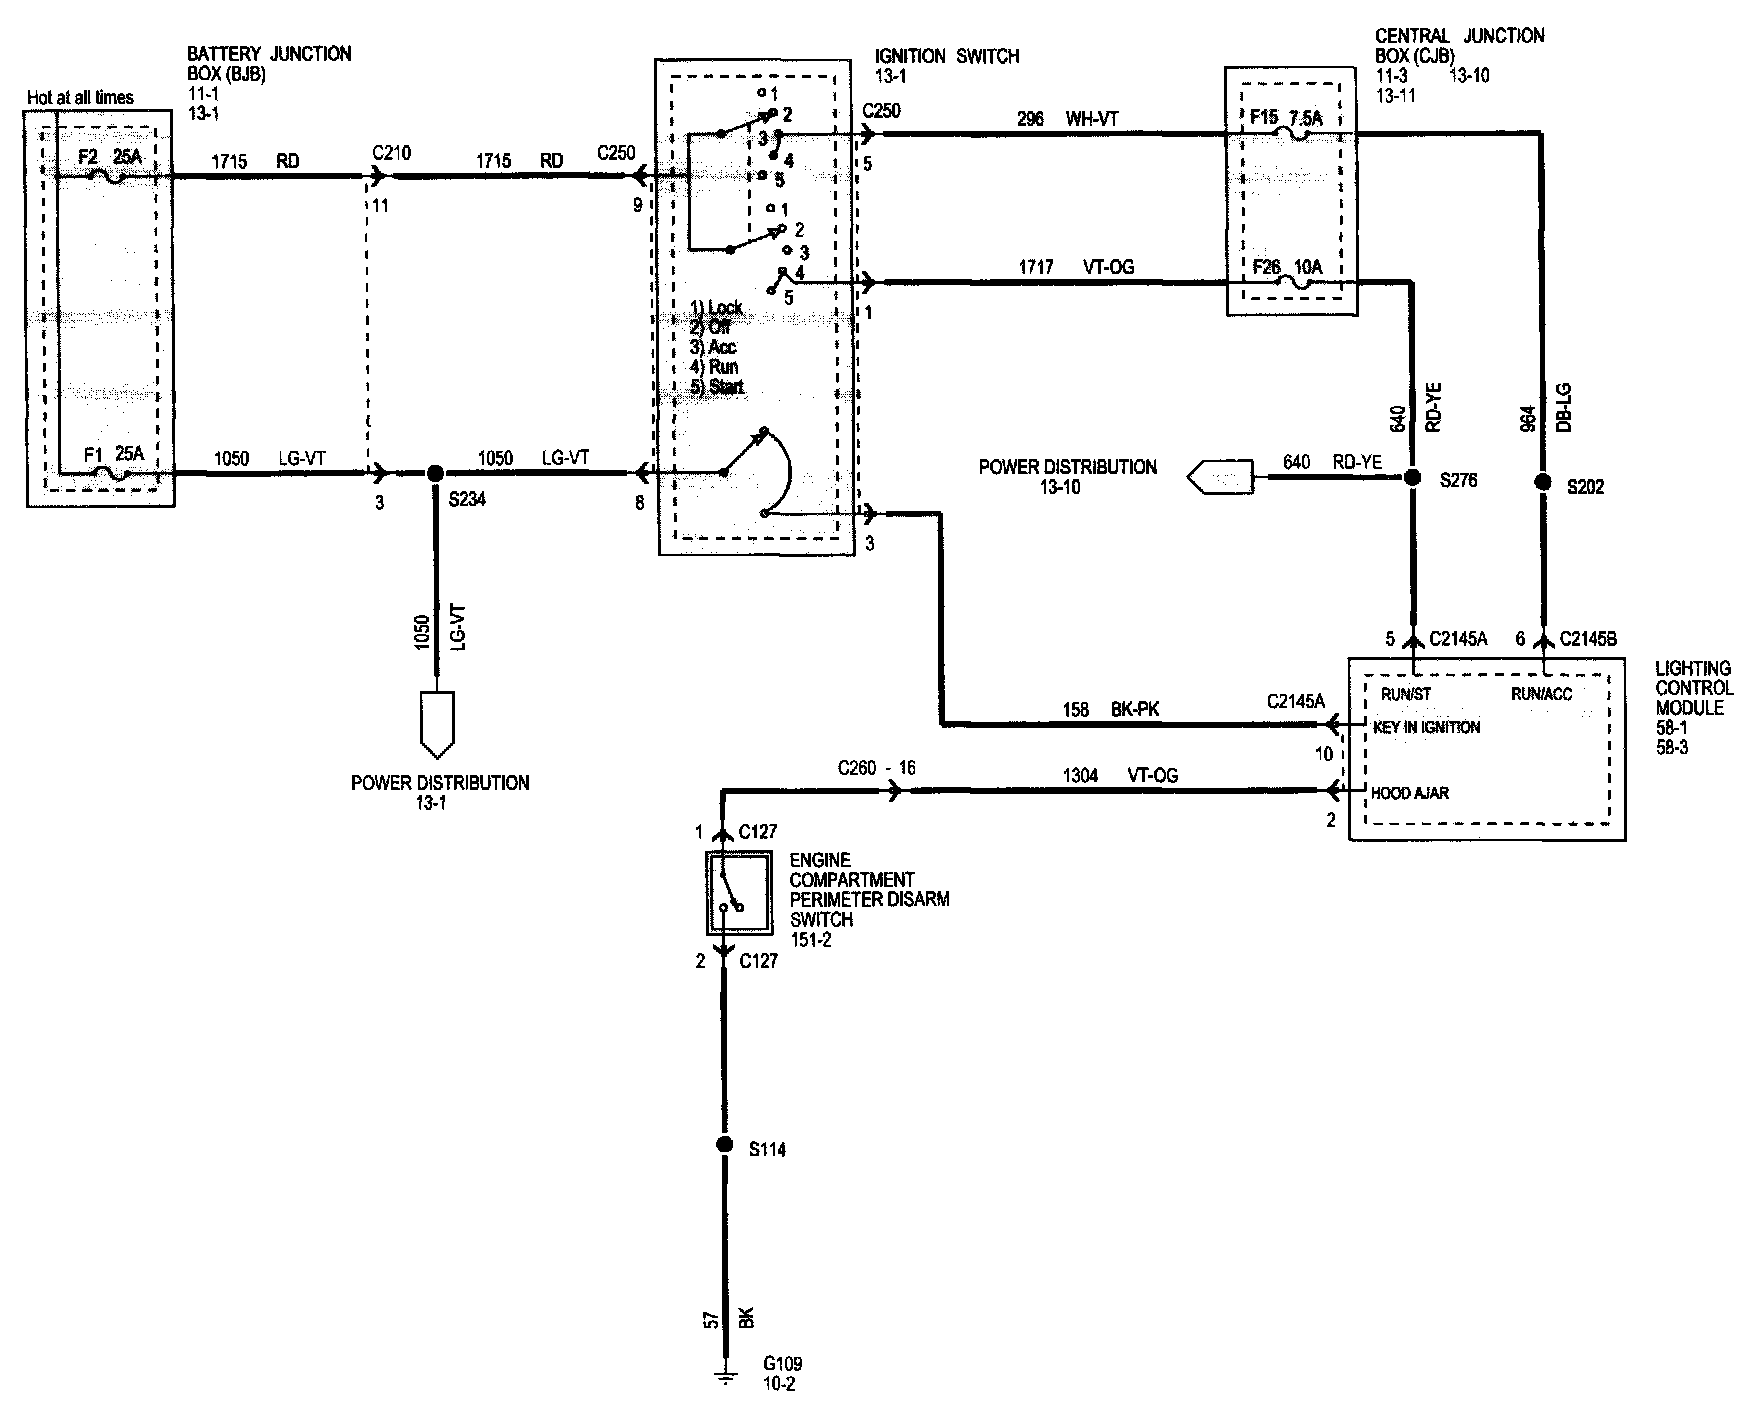 BATTERY JUNCTION
BOX (BJB)
11-1
13-1
Hot at all times
F2 25A
1715 RD
C210
11
1715 RD
C250
9
F1 25A
1050 LG-VT
3
S234
1050 LG-VT
8
1050
LG-VT
POWER DISTRIBUTION
13-1
IGNITION SWITCH
13-1
1
2
3
4
5
1
2
3
4
5
1) Lock
2) Off
3) Acc
4) Run
5) Start
C250
5
1
3
296 WH-VT
1717 VT-OG
CENTRAL JUNCTION
BOX (CJB)
11-3 13-10
13-11
F15 7.5A
F26 10A
640
RD-YE
964
DB-LG
POWER DISTRIBUTION
13-10
640 RD-YE
S276
S202
5 C2145A
6 C2145B
LIGHTING
CONTROL
MODULE
58-1
58-3
RUN/ST
RUN/ACC
KEY IN IGNITION
HOOD AJAR
158 BK-PK
C2145A
10
C260 - 16
1304 VT-OG
2
1 C127
ENGINE
COMPARTMENT
PERIMETER DISARM
SWITCH
151-2
2 C127
S114
57
BK
G109
10-2